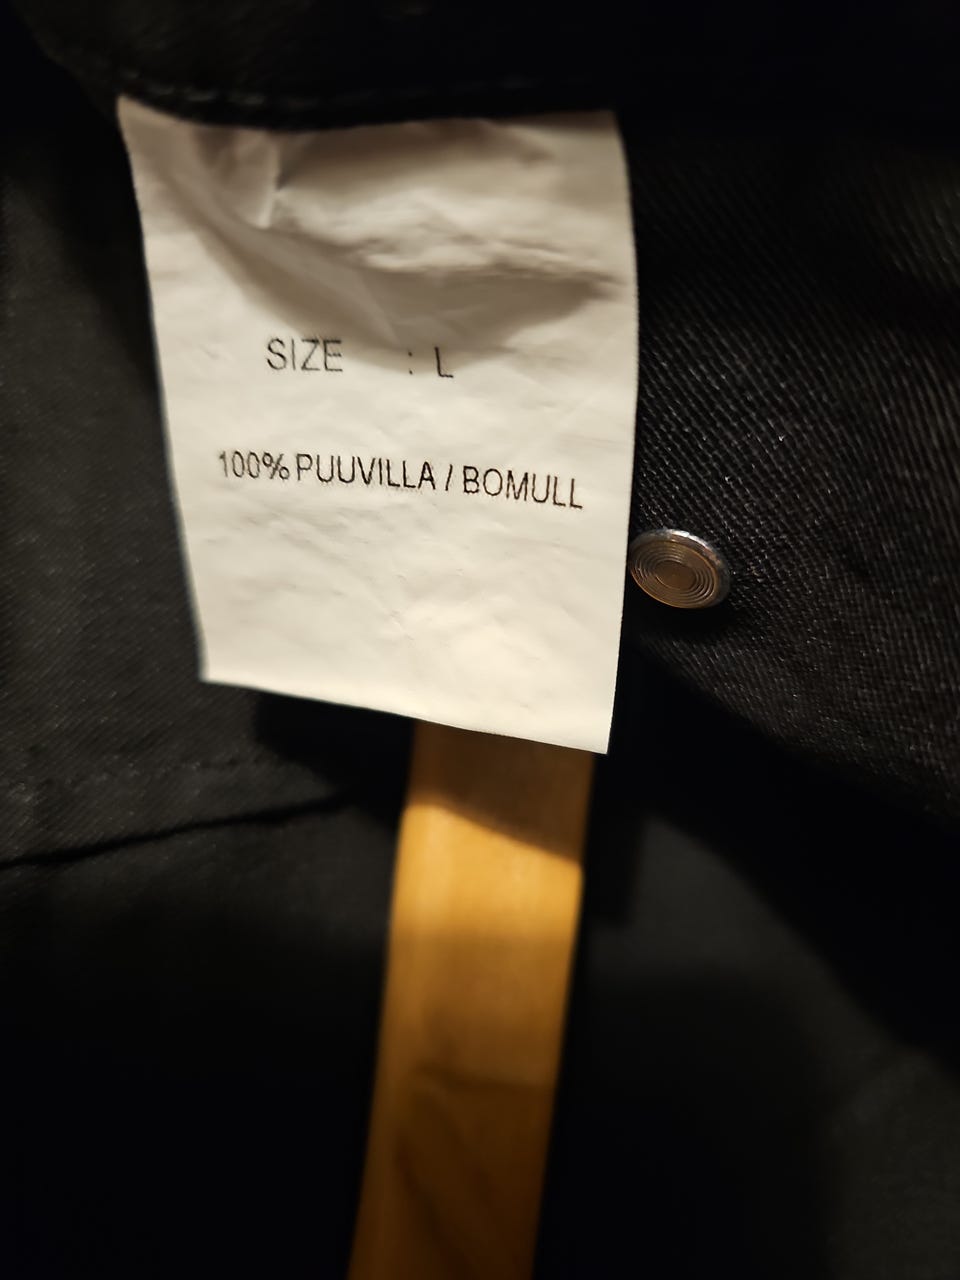 SIZE : L
100% PUUVILLA / BOMULL